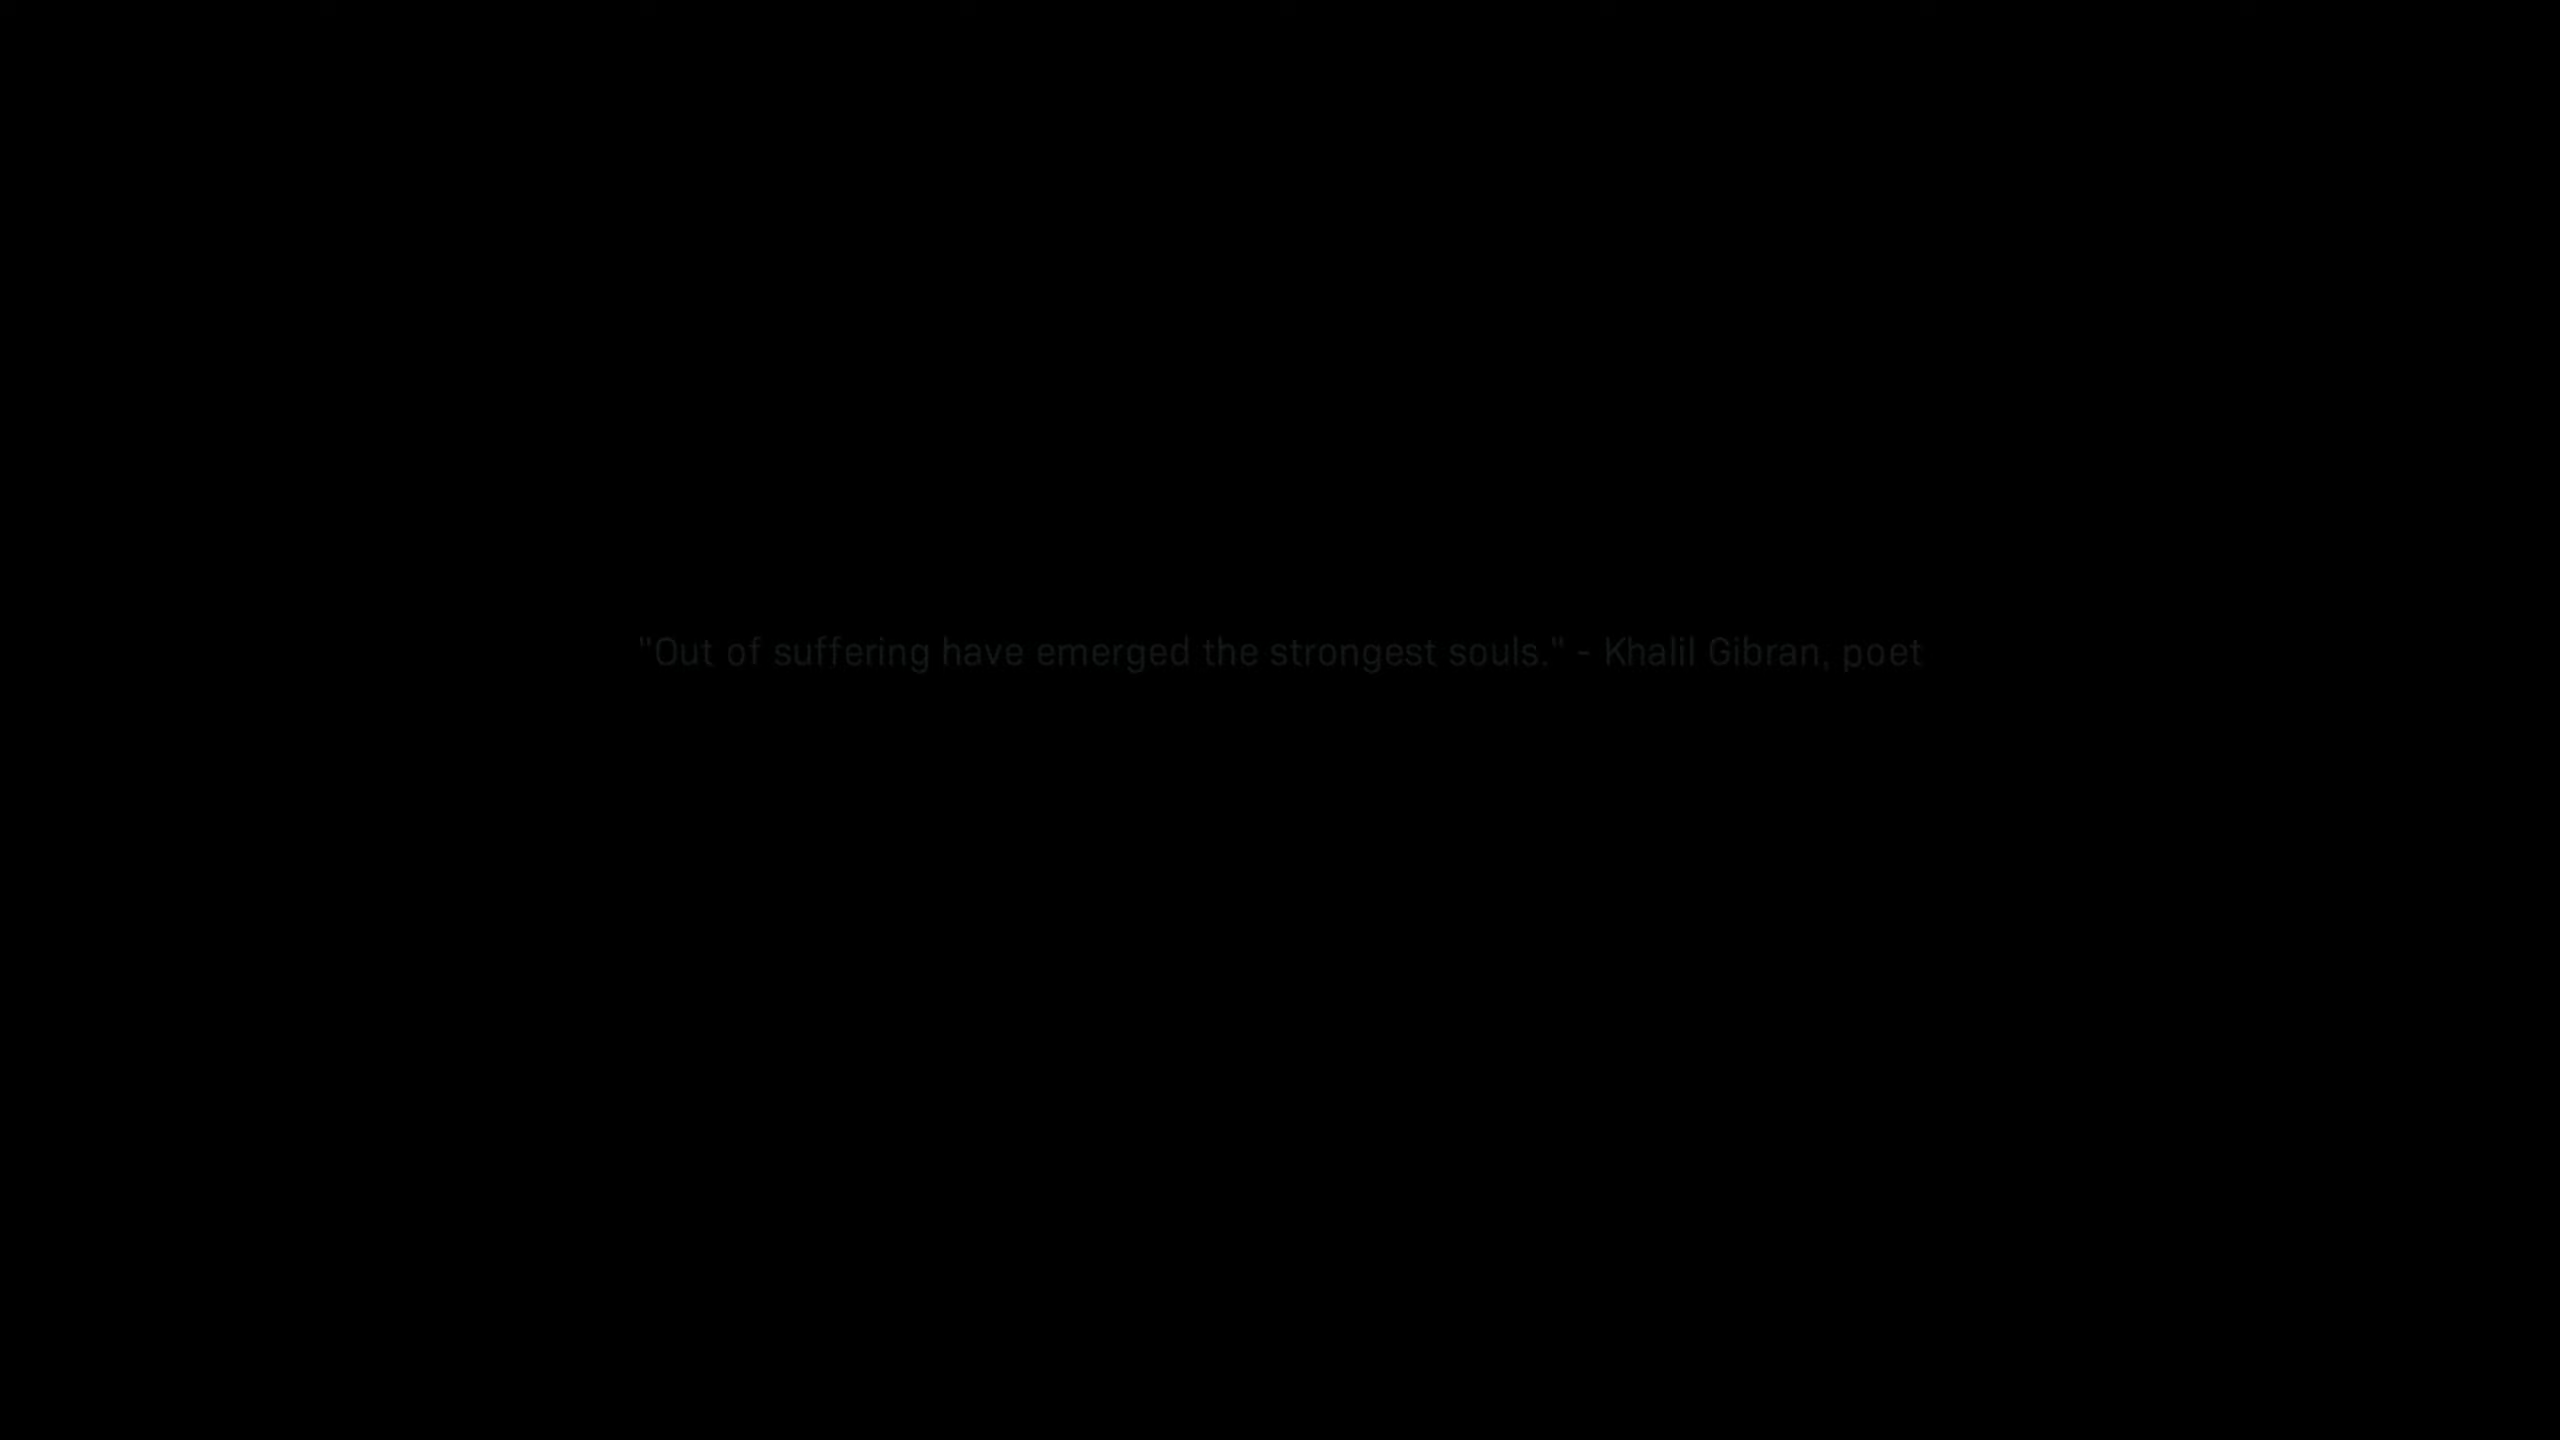 "Out of suffering have emerged the strongest souls." - Khalil Gibran, poet